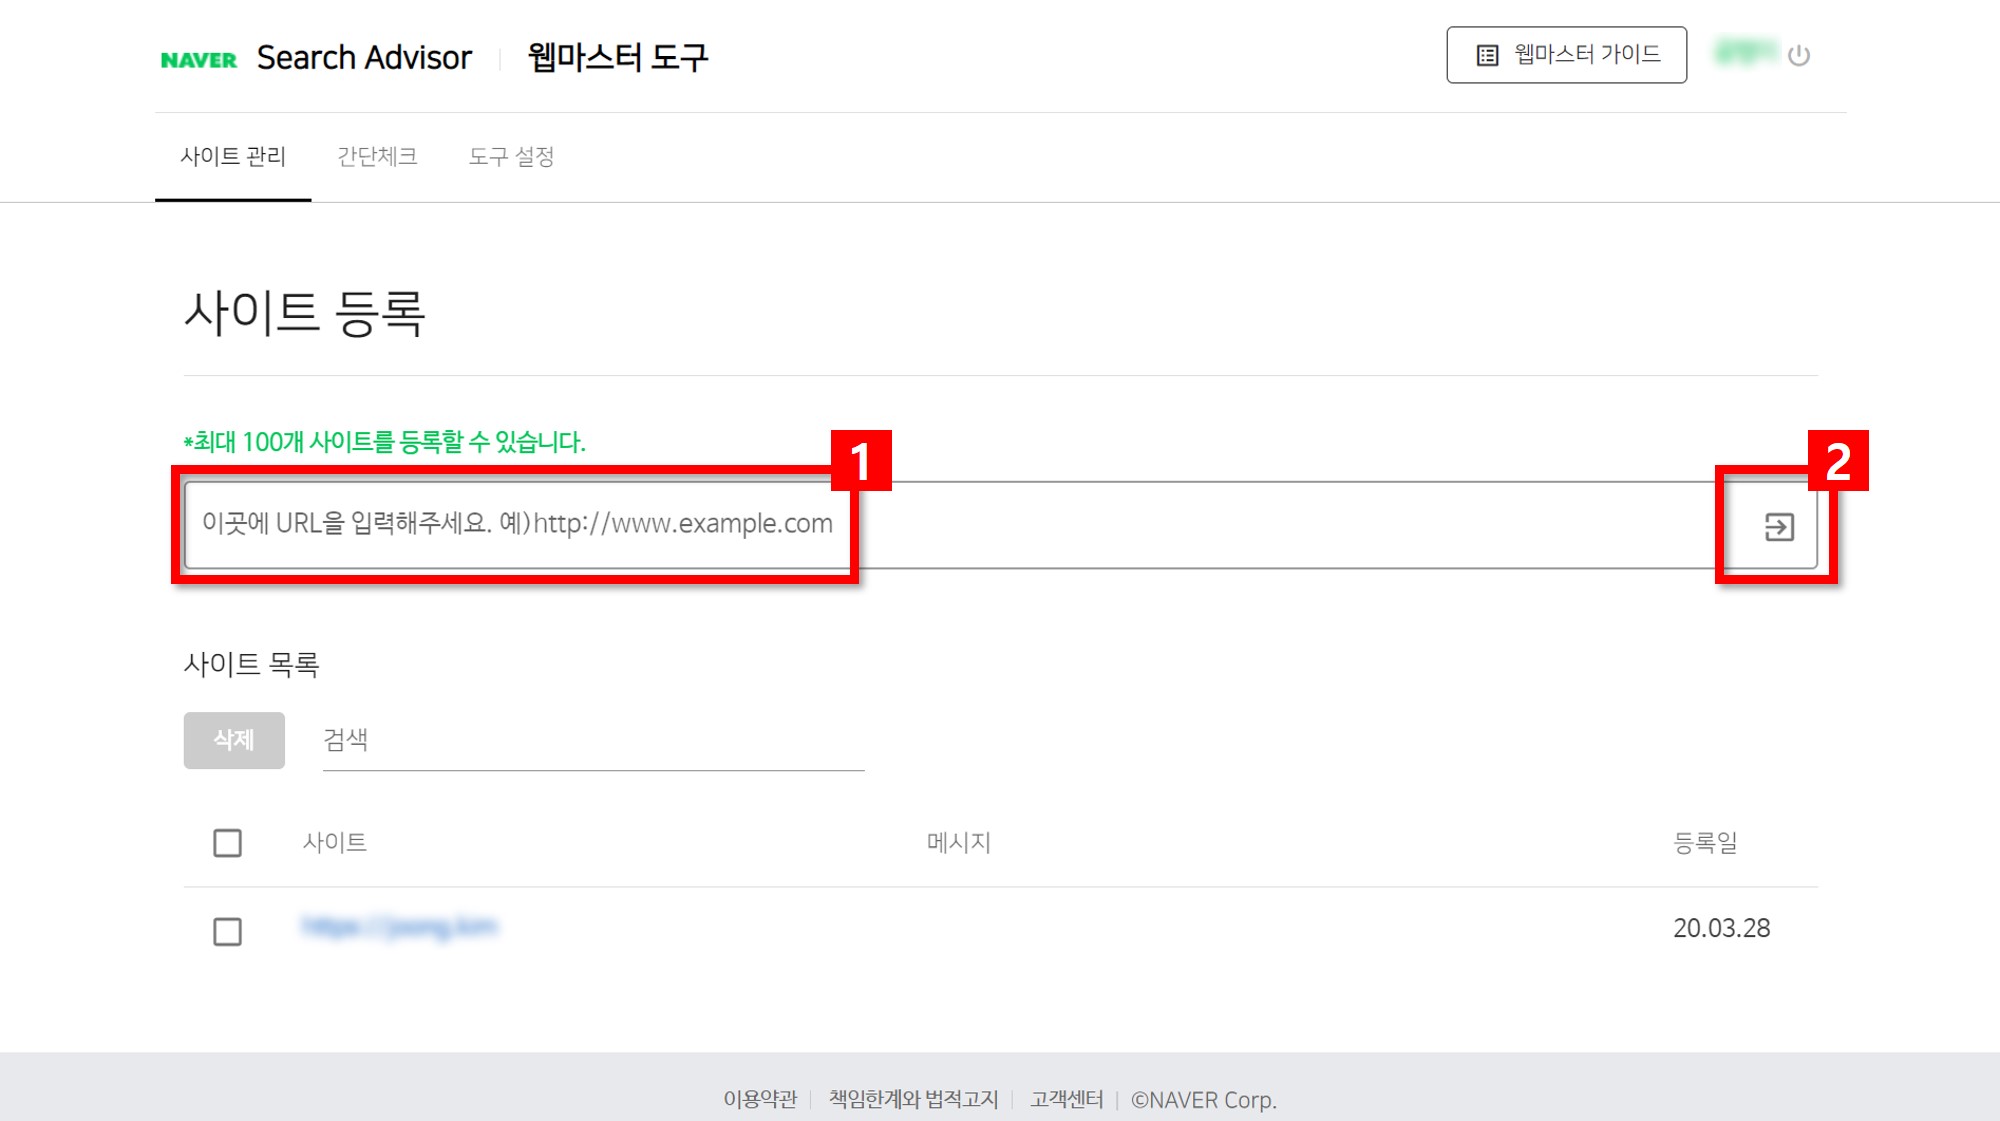 NAVER Search Advisor 웹마스터 도구
웹마스터 가이드
사이트 관리 간단체크 도구 설정
사이트 등록
*최대 100개 사이트를 등록할 수 있습니다.
1
2
이곳에 URL을 입력해주세요. 예)http://www.example.com
사이트 목록
삭제 검색
사이트 메시지 등록일
20.03.28
이용약관 책임한계와 법적고지 고객센터 ©NAVER Corp.